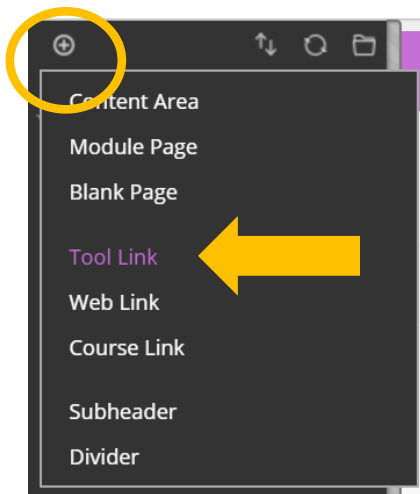 Content Area
Module Page
Blank Page
Tool Link
Web Link
Course Link
Subheader
Divider